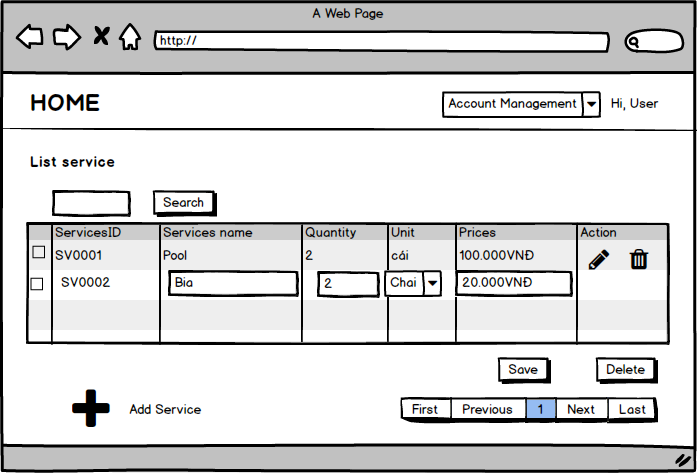 A Web Page
http://
HOME
Account Management
Hi, User
List service
Search
ServicesID Services name Quantity Unit Prices Action
SV0001 Pool 2 cái 100.000VNĐ
SV0002 Bia 2 Chai 20.000VNĐ
Save Delete
Add Service
First Previous 1 Next Last